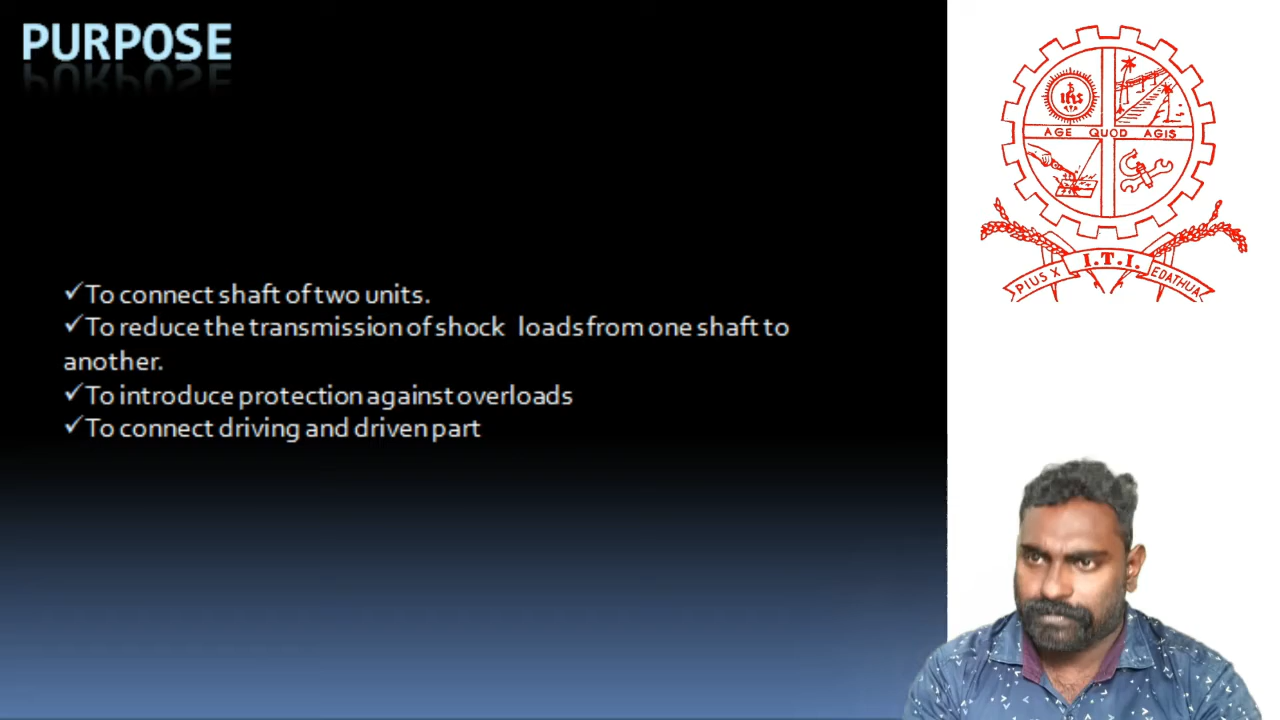 PURPOSE
✓To connect shaft of two units.
✓To reduce the transmission of shock loads from one shaft to
another.
✓To introduce protection against overloads
✓To connect driving and driven part
IHS
AGE QUOD AGIS
PIUS X I.T.I. EDATHUA